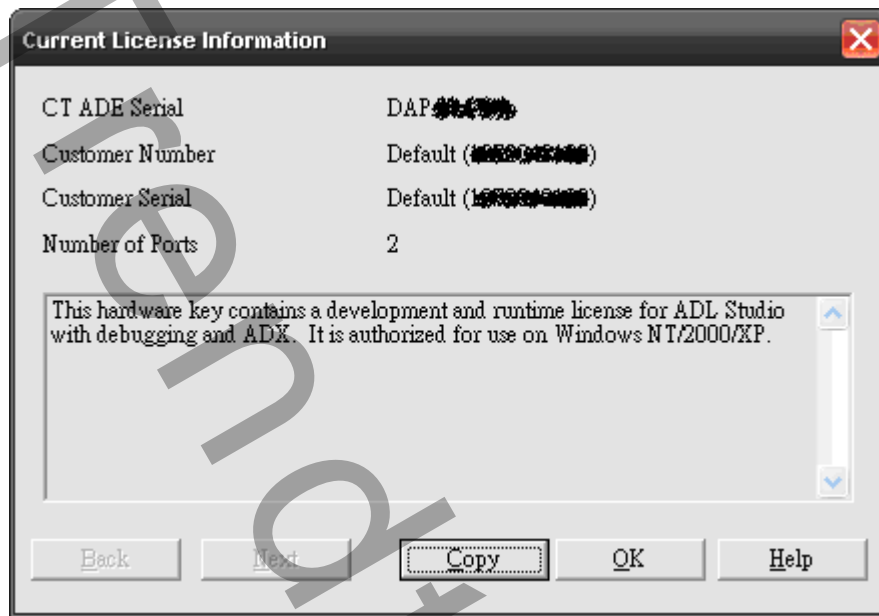 Current License Information
CT ADE Serial DAP
Customer Number Default ( )
Customer Serial Default ( )
Number of Ports 2
This hardware key contains a development and runtime license for ADL Studio
with debugging and ADX. It is authorized for use on Windows NT/2000/XP.
Back Next Copy OK Help